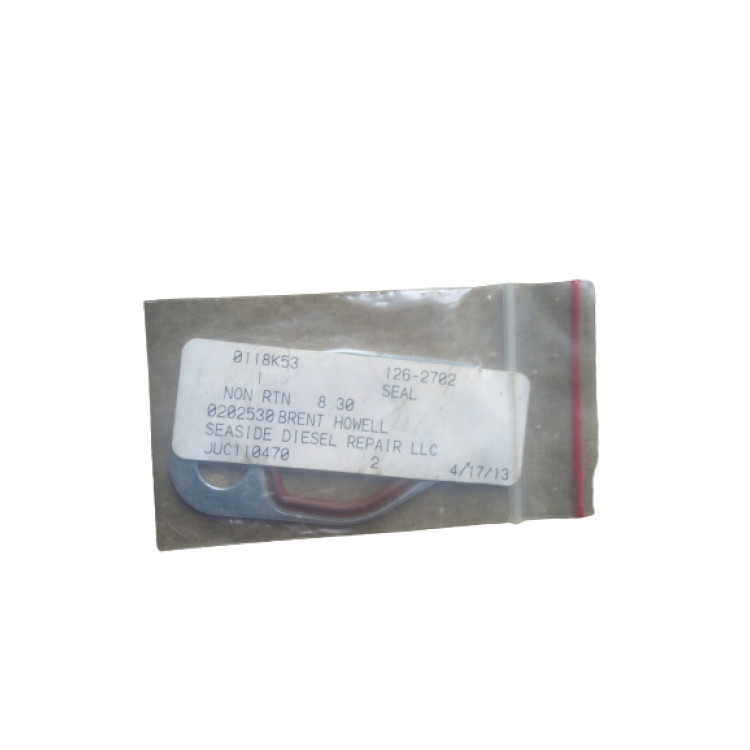 0118K53 126-2702
1 SEAL
NON RTN 8 30
0202530 BRENT HOWELL
SEASIDE DIESEL REPAIR LLC
JUC110470 2 4/17/13